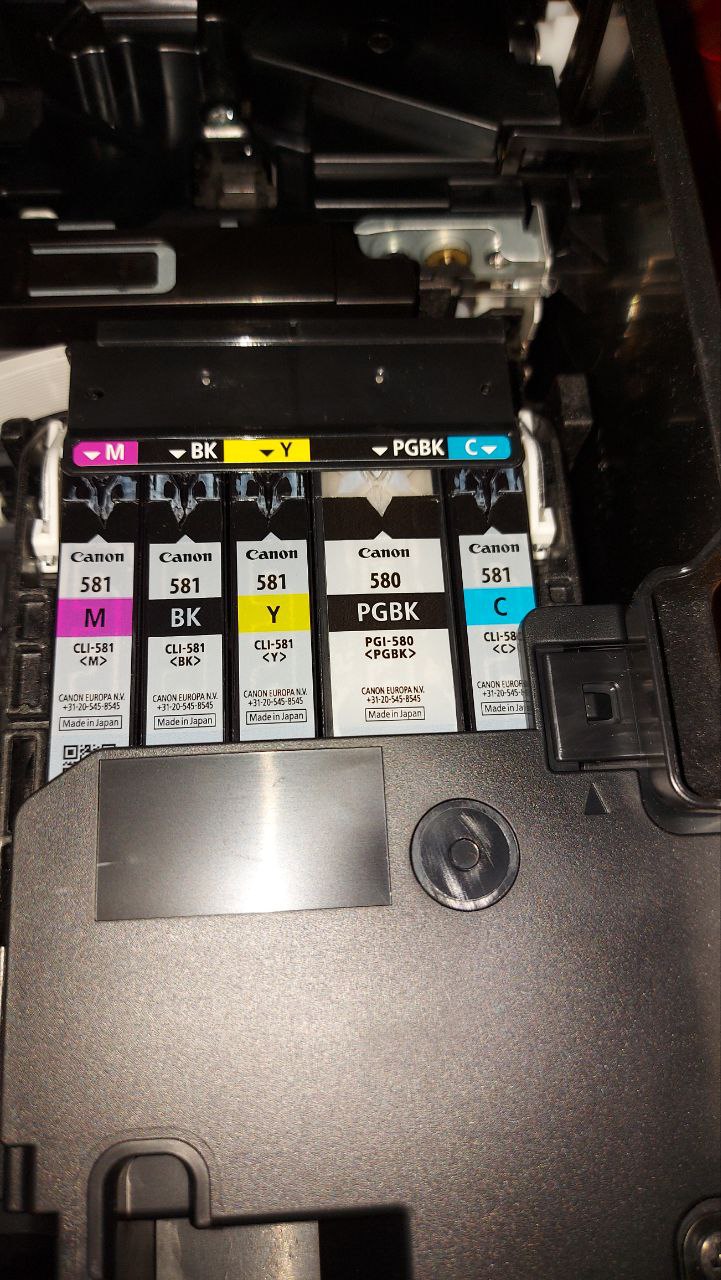 M BK Y PGBK C
Canon
581
M
CLI-581
<M>
CANON EUROPA N.V.
+31-20-545-8545
Made in Japan
Canon
581
BK
CLI-581
<BK>
CANON EUROPA N.V.
+31-20-545-8545
Made in Japan
Canon
581
Y
CLI-581
<Y>
CANON EUROPA N.V.
+31-20-545-8545
Made in Japan
Canon
580
PGBK
PGI-580
<PGBK>
CANON EUROPA N.V.
+31-20-545-8545
Made in Japan
Canon
581
C
<C>
CANON EUROPA N.V.
Made in